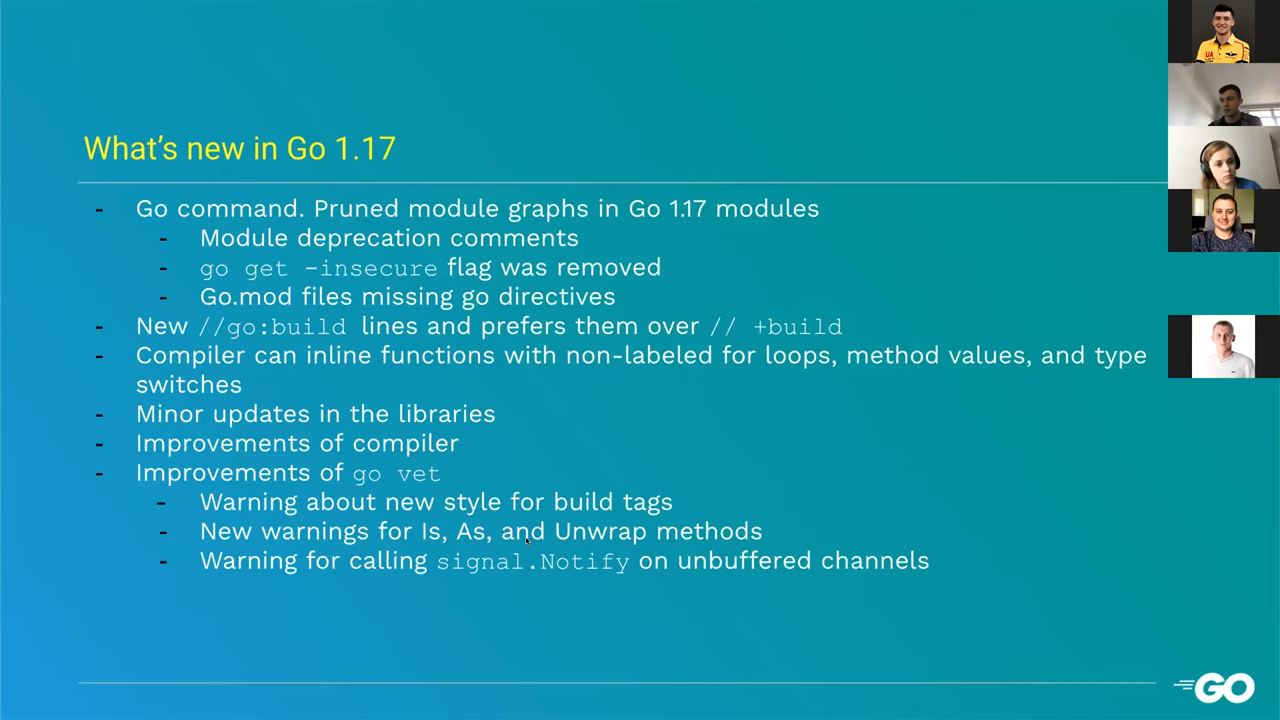 What's new in Go 1.17
- Go command. Pruned module graphs in Go 1.17 modules
- Module deprecation comments
- go get -insecure flag was removed
- Go.mod files missing go directives
- New //go:build lines and prefers them over // +build
- Compiler can inline functions with non-labeled for loops, method values, and type
switches
- Minor updates in the libraries
- Improvements of compiler
- Improvements of go vet
- Warning about new style for build tags
- New warnings for Is, As, and Unwrap methods
- Warning for calling signal.Notify on unbuffered channels
GO
UA